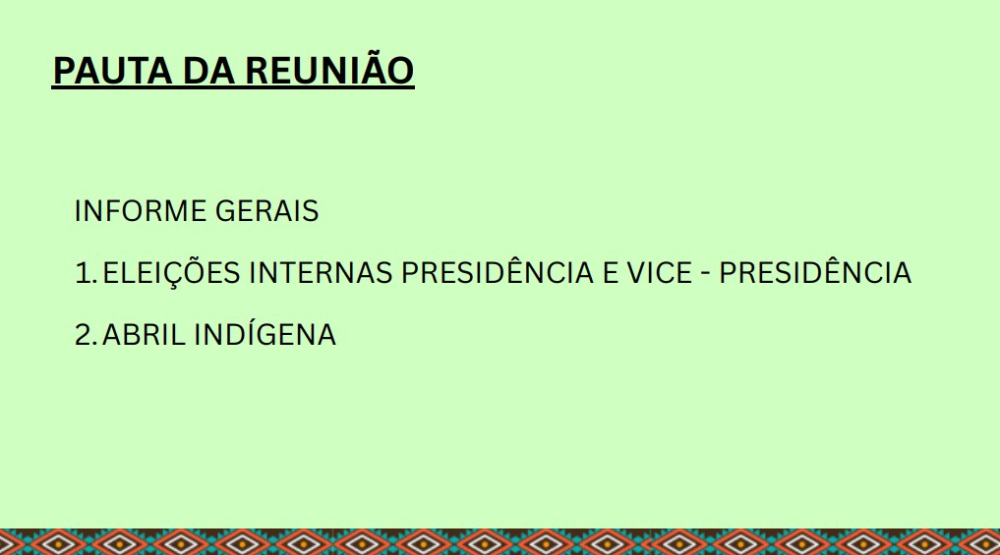 PAUTA DA REUNIÃO
INFORME GERAIS
1. ELEIÇÕES INTERNAS PRESIDÊNCIA E VICE - PRESIDÊNCIA
2. ABRIL INDÍGENA